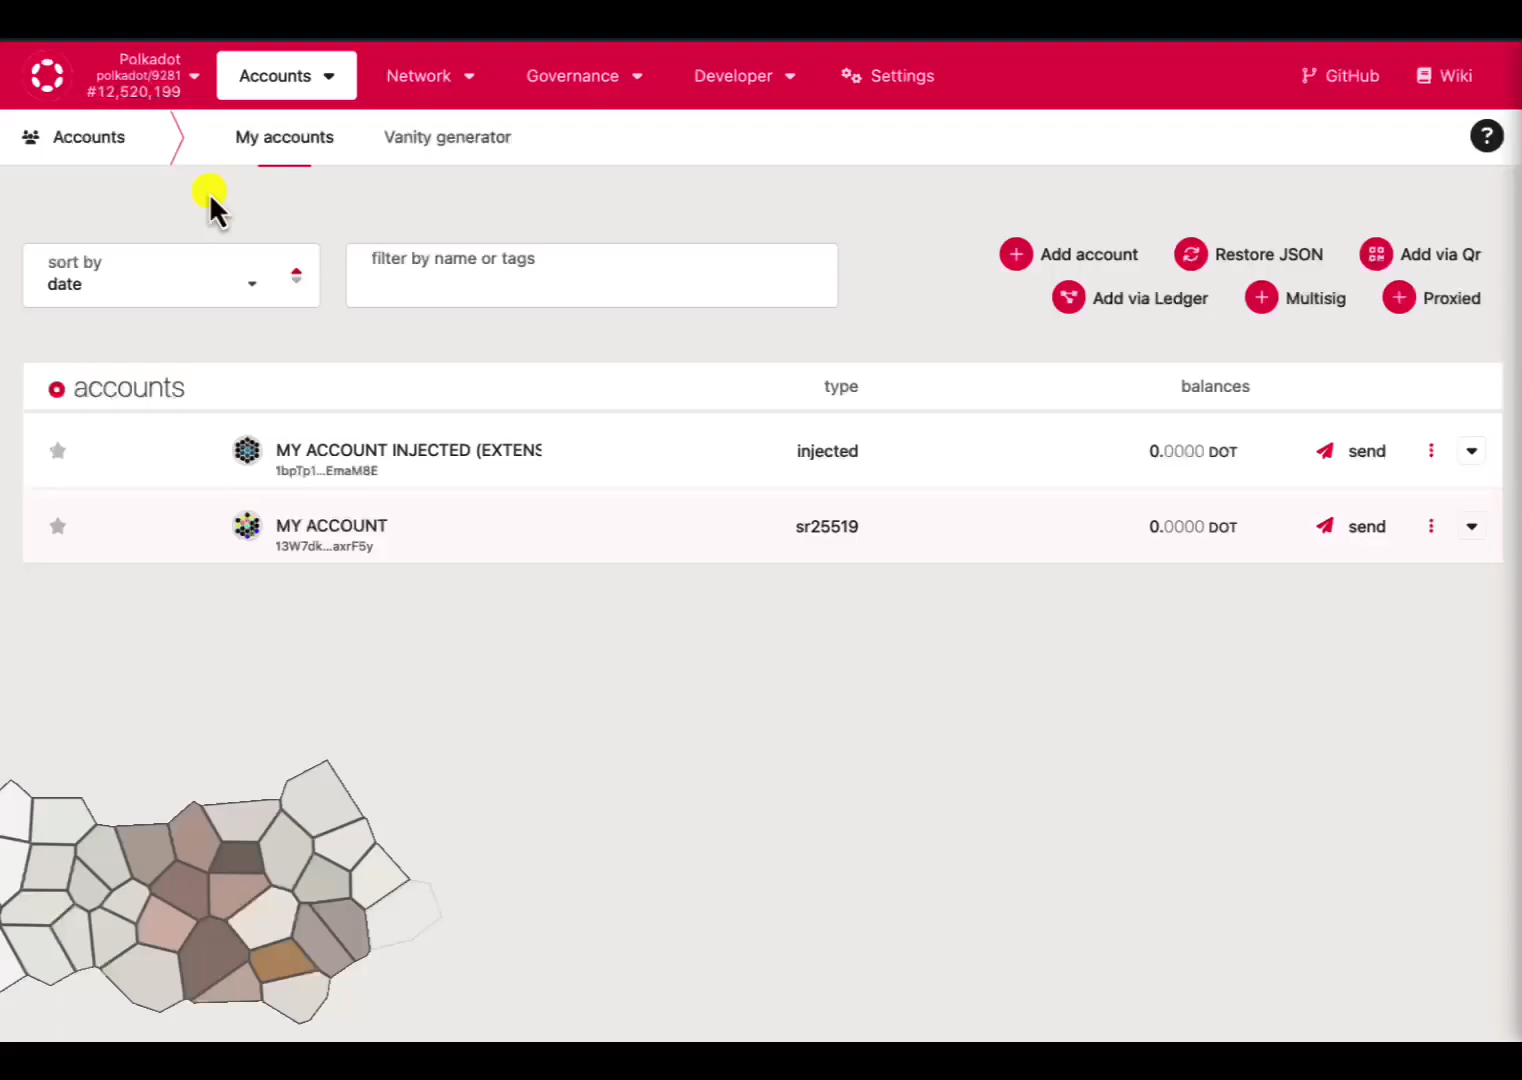 Polkadot
polkadot/9281
#12,520,199
Accounts
Network
Governance
Developer
Settings
GitHub
Wiki
Accounts
My accounts
Vanity generator
?
sort by
date
filter by name or tags
Add account
Restore JSON
Add via Qr
Add via Ledger
Multisig
Proxied
accounts
type
balances
MY ACCOUNT INJECTED (EXTENS
1bpTp1...EmaM8E
injected
0.0000 DOT
send
MY ACCOUNT
13W7dk...axrF5y
sr25519
0.0000 DOT
send